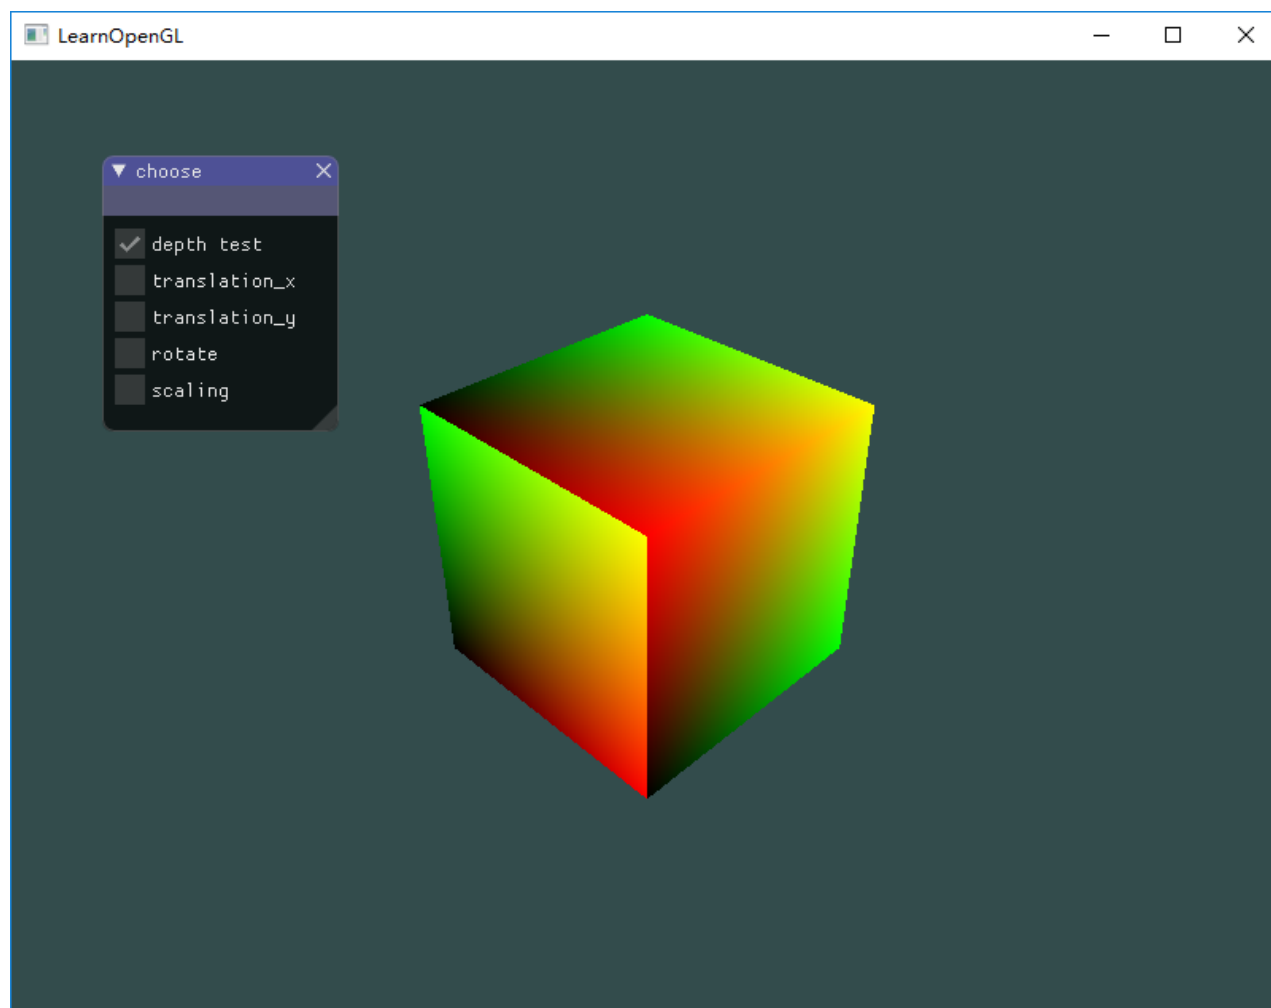 LearnOpenGL
choose
depth test
translation_x
translation_y
rotate
scaling